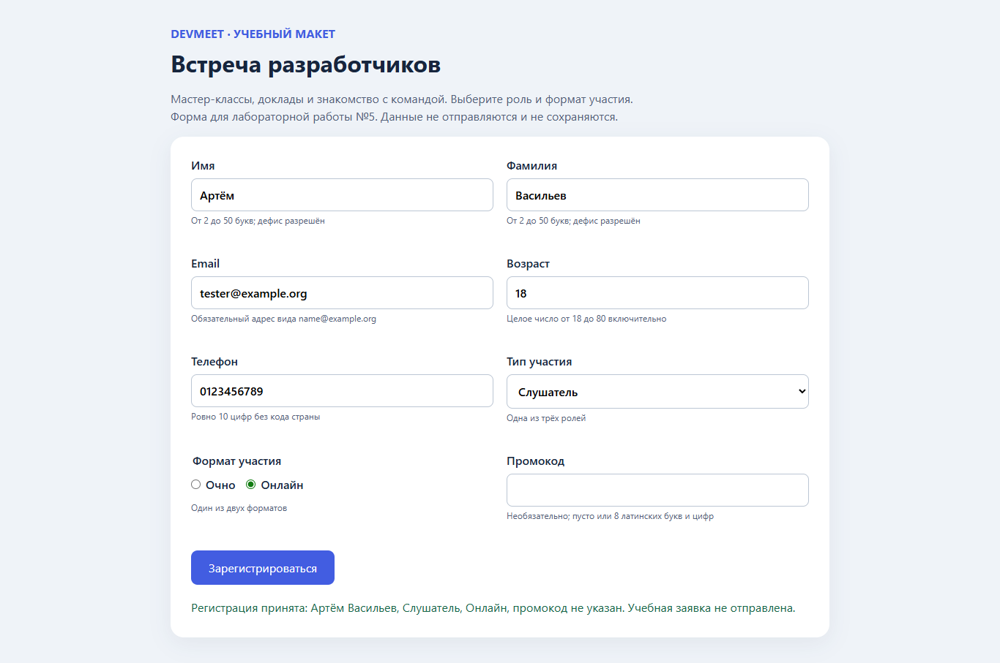 DEVMEET · УЧЕБНЫЙ МАКЕТ
Встреча разработчиков
Мастер-классы, доклады и знакомство с командой. Выберите роль и формат участия.
Форма для лабораторной работы №5. Данные не отправляются и не сохраняются.
Имя
Артём
От 2 до 50 букв; дефис разрешён
Фамилия
Васильев
От 2 до 50 букв; дефис разрешён
Email
tester@example.org
Обязательный адрес вида name@example.org
Возраст
18
Целое число от 18 до 80 включительно
Телефон
0123456789
Ровно 10 цифр без кода страны
Тип участия
Слушатель
Одна из трёх ролей
Формат участия
Очно Онлайн
Один из двух форматов
Промокод
Необязательно; пусто или 8 латинских букв и цифр
Зарегистрироваться
Регистрация принята: Артём Васильев, Слушатель, Онлайн, промокод не указан. Учебная заявка не отправлена.